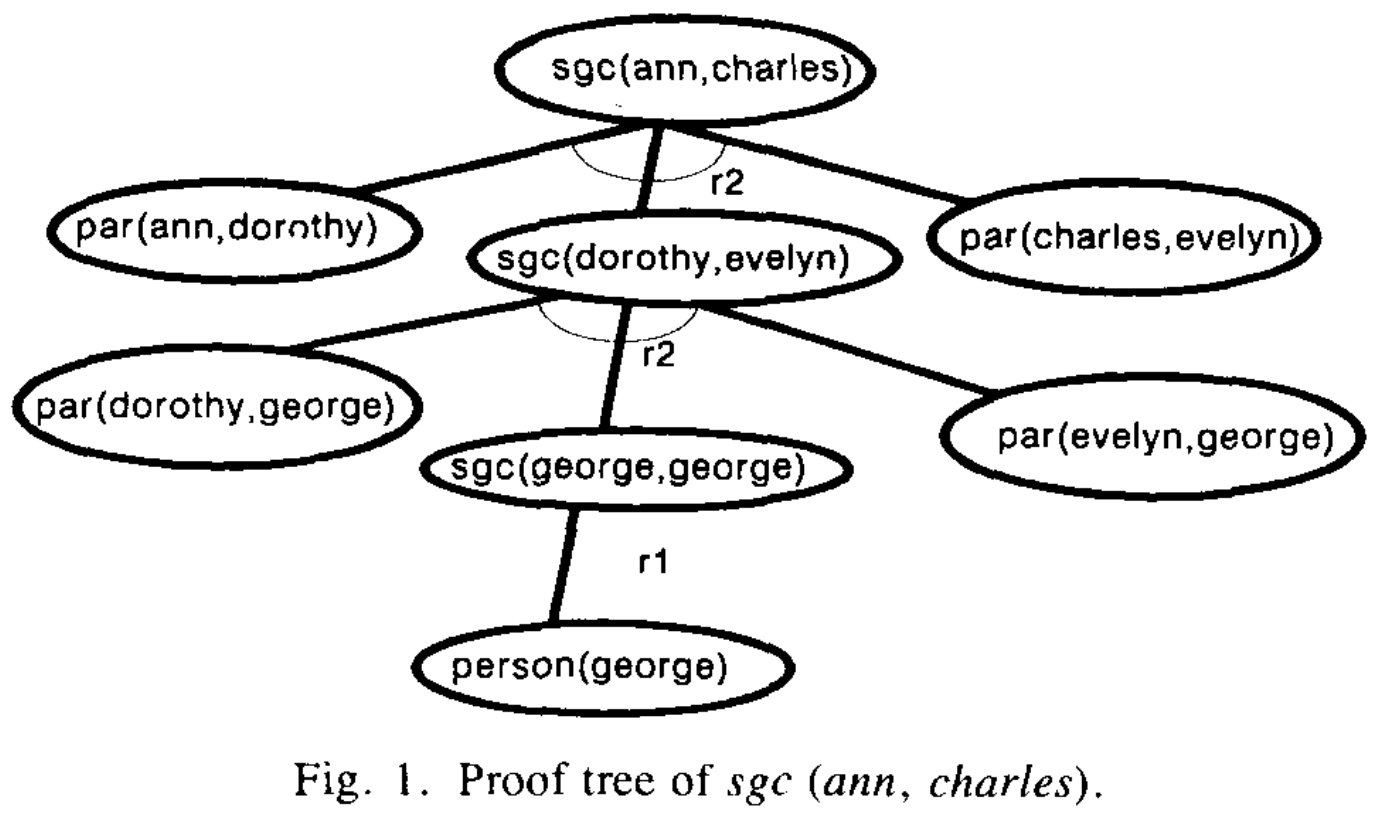 sgc(ann,charles)
r2
par(ann,dorothy)
sgc(dorothy,evelyn)
par(charles,evelyn)
r2
par(dorothy,george)
sgc(george,george)
par(evelyn,george)
r1
person(george)
Fig. 1. Proof tree of sgc (ann, charles).